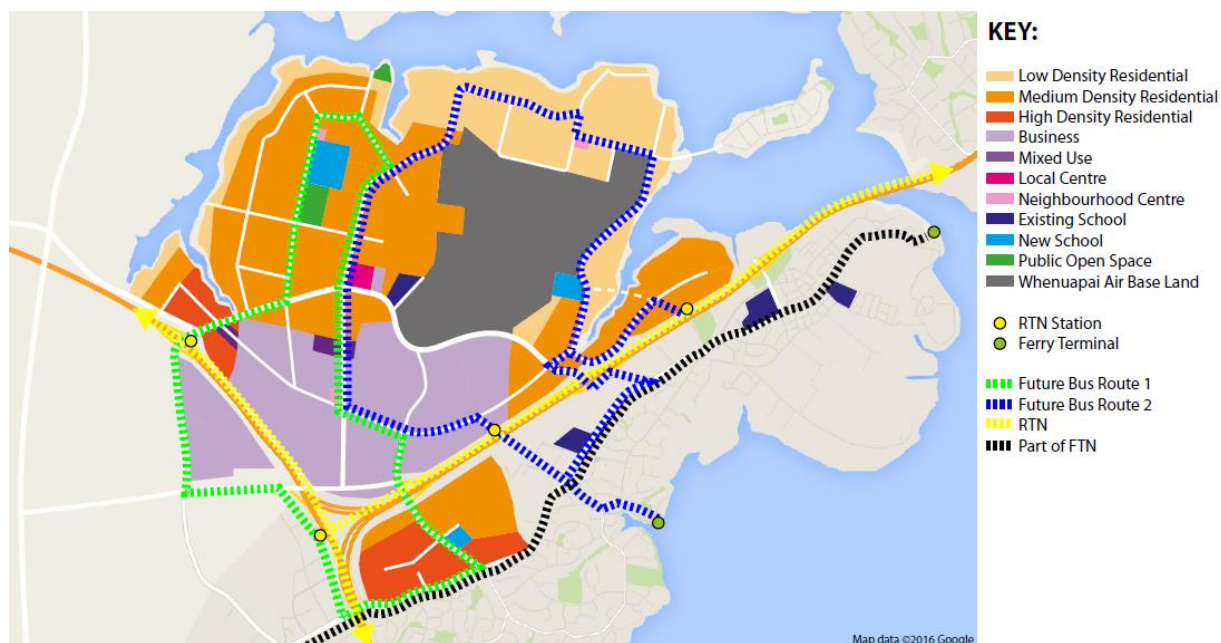 KEY:
Low Density Residential
Medium Density Residential
High Density Residential
Business
Mixed Use
Local Centre
Neighbourhood Centre
Existing School
New School
Public Open Space
Whenuapai Air Base Land
RTN Station
Ferry Terminal
Future Bus Route 1
Future Bus Route 2
RTN
Part of FTN
Map data ©2016 Google